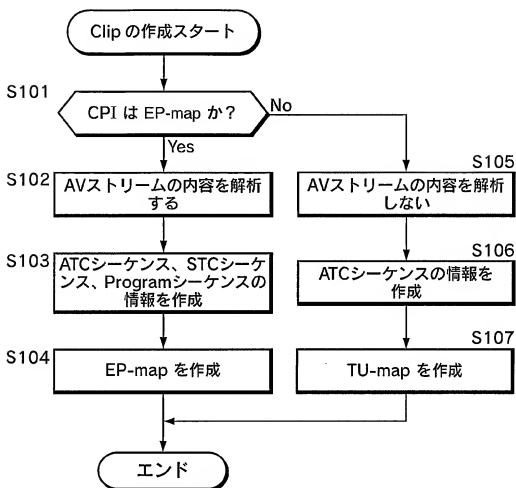 Clip の作成スタート
S101
CPI は EP-map か?
No
Yes
S102
AVストリームの内容を解析
する
S103
ATCシーケンス、STCシーケ
ンス、Programシーケンスの
情報を作成
S104
EP-map を作成
S105
AVストリームの内容を解析
しない
S106
ATCシーケンスの情報を
作成
S107
TU-map を作成
エンド